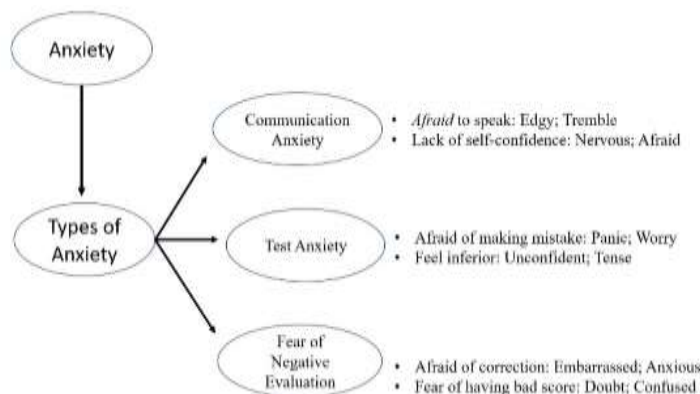 Anxiety
Communication
Anxiety
• Afraid to speak: Edgy; Tremble
• Lack of self-confidence: Nervous; Afraid
Types of
Anxiety
Test Anxiety
• Afraid of making mistake: Panic; Worry
• Feel inferior: Unconfident; Tense
Fear of
Negative
Evaluation
• Afraid of correction: Embarrassed; Anxious
• Fear of having bad score: Doubt; Confused